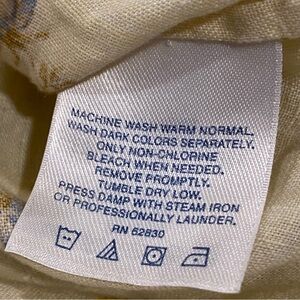 MACHINE WASH WARM NORMAL.
WASH DARK COLORS SEPARATELY.
ONLY NON-CHLORINE
BLEACH WHEN NEEDED.
REMOVE PROMPTLY.
TUMBLE DRY LOW.
PRESS DAMP WITH STEAM IRON
OR PROFESSIONALLY LAUNDER.
RN 62830